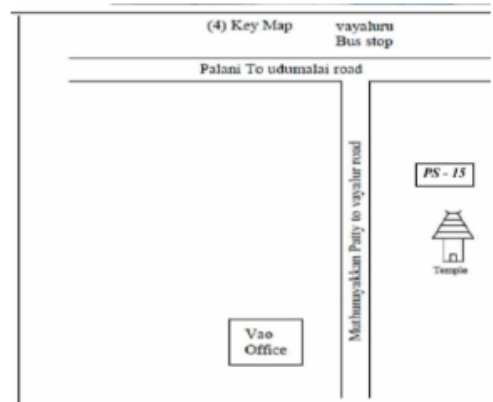 (4) Key Map
vayaluru
Bus stop
Palani To udumalai road
Muthunayakkan Patty to vayalur road
PS - 15
Temple
Vao
Office